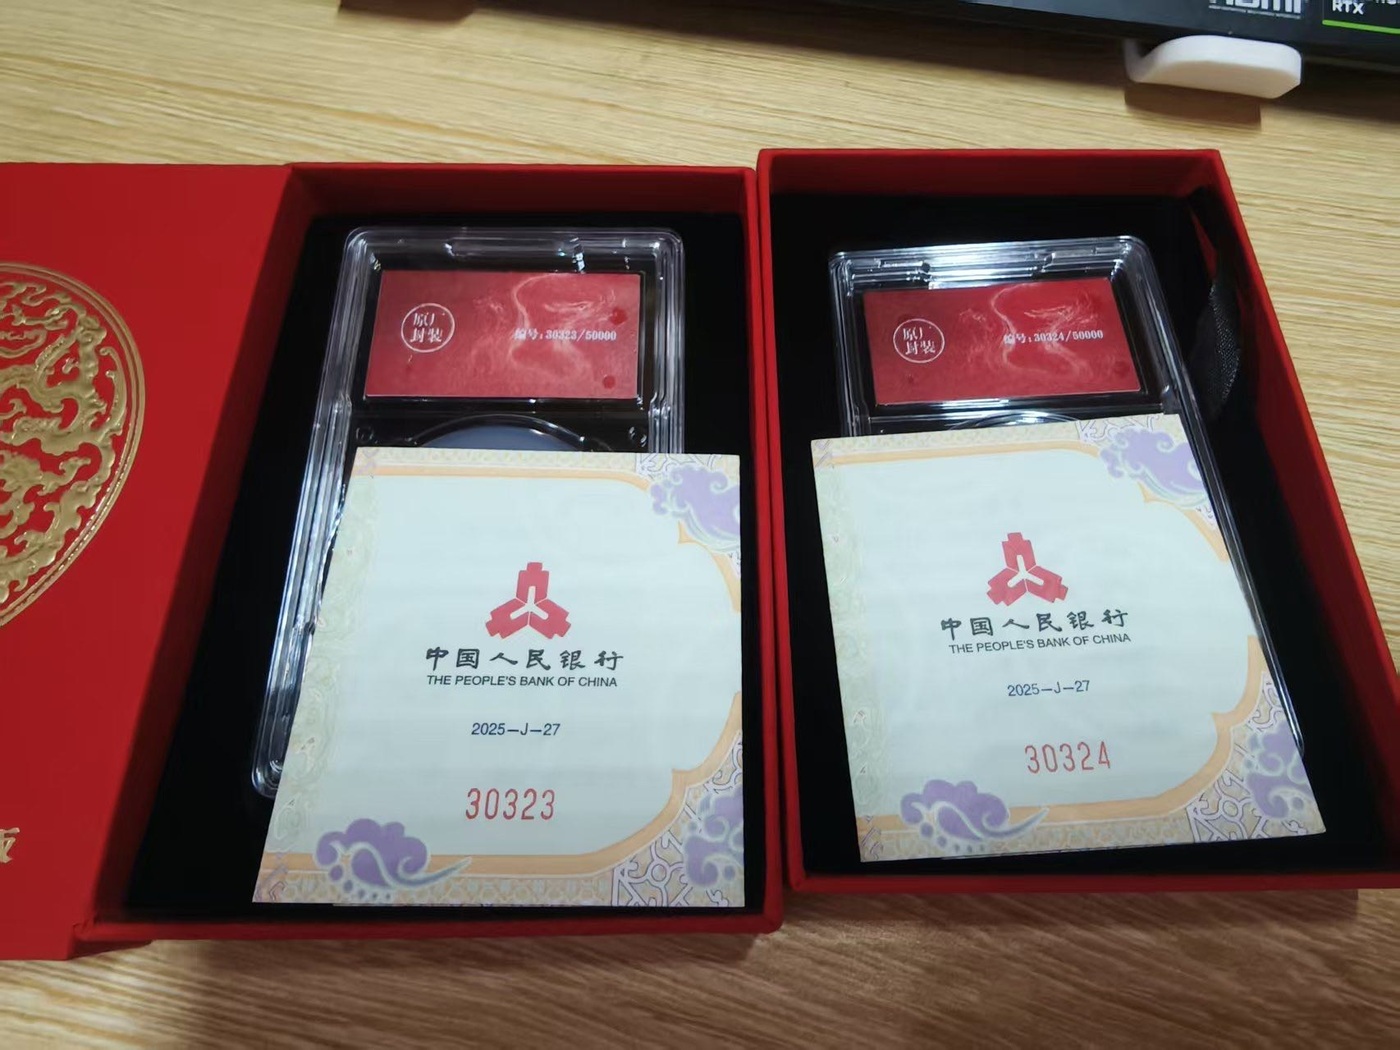 HDMI
RTX
原厂
封装
编号:30323/50000
中国人民银行
THE PEOPLE'S BANK OF CHINA
2025-J-27
30323
原厂
封装
编号:30324/50000
中国人民银行
THE PEOPLE'S BANK OF CHINA
2025-J-27
30324